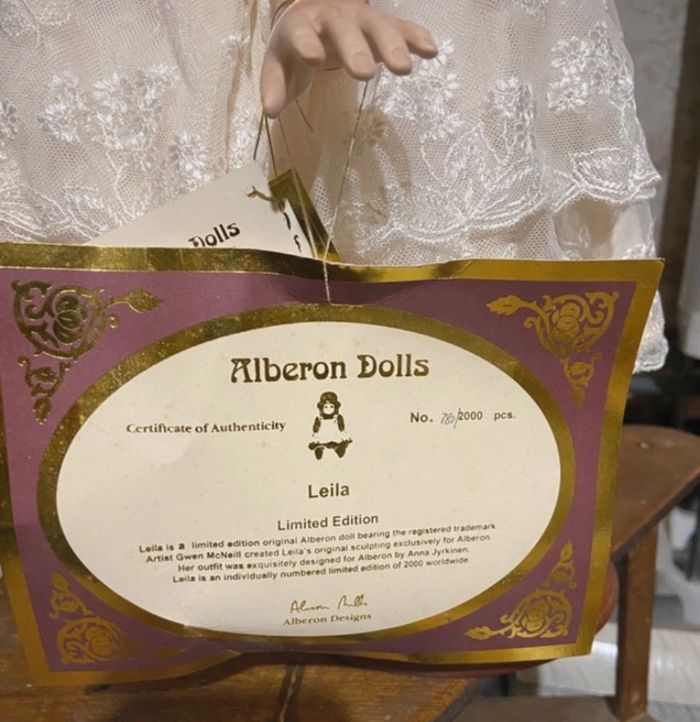 Dolls
Alberon Dolls
Certificate of Authenticity
No. 780/2000 pcs.
Leila
Limited Edition
Leila is a limited edition original Alberon doll bearing the registered trademark.
Artist Gwen McNeill created Leila's original sculpting exclusively for Alberon.
Her outfit was exquisitely designed for Alberon by Anna Jyrkinen.
Leila is an individually numbered limited edition of 2000 worldwide.
Alberon Designs